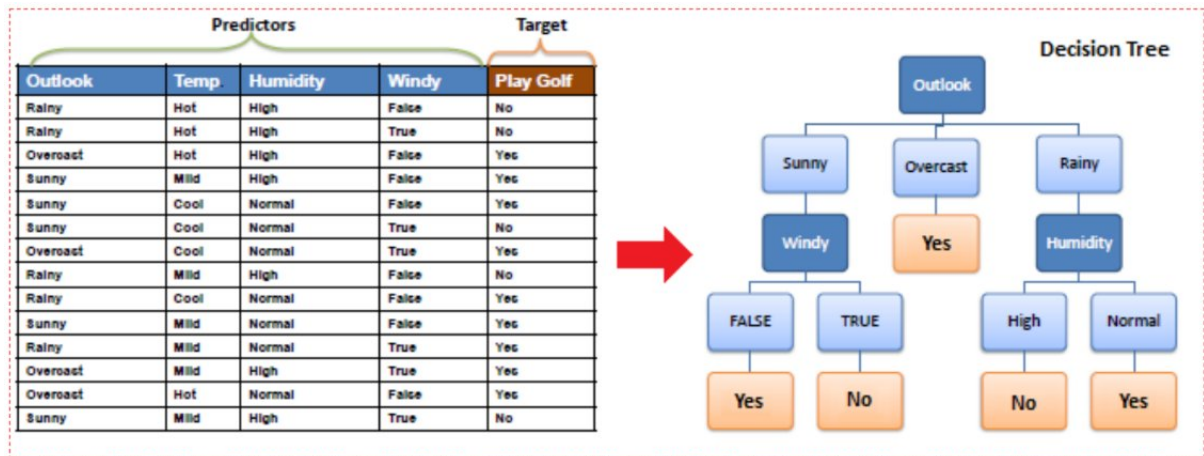 Predictors Target
Outlook Temp. Humidity Windy Play Golf
Rainy Hot High False No
Rainy Hot High True No
Overcast Hot High False Yes
Sunny Mild High False Yes
Sunny Cool Normal False Yes
Sunny Cool Normal True No
Overcast Cool Normal True Yes
Rainy Mild High False No
Rainy Cool Normal False Yes
Sunny Mild Normal False Yes
Rainy Mild Normal True Yes
Overcast Mild High True Yes
Overcast Hot Normal False Yes
Sunny Mild High True No
Decision Tree
Outlook
Sunny Overcast Rainy
Windy Yes Humidity
FALSE TRUE High Normal
Yes No No Yes